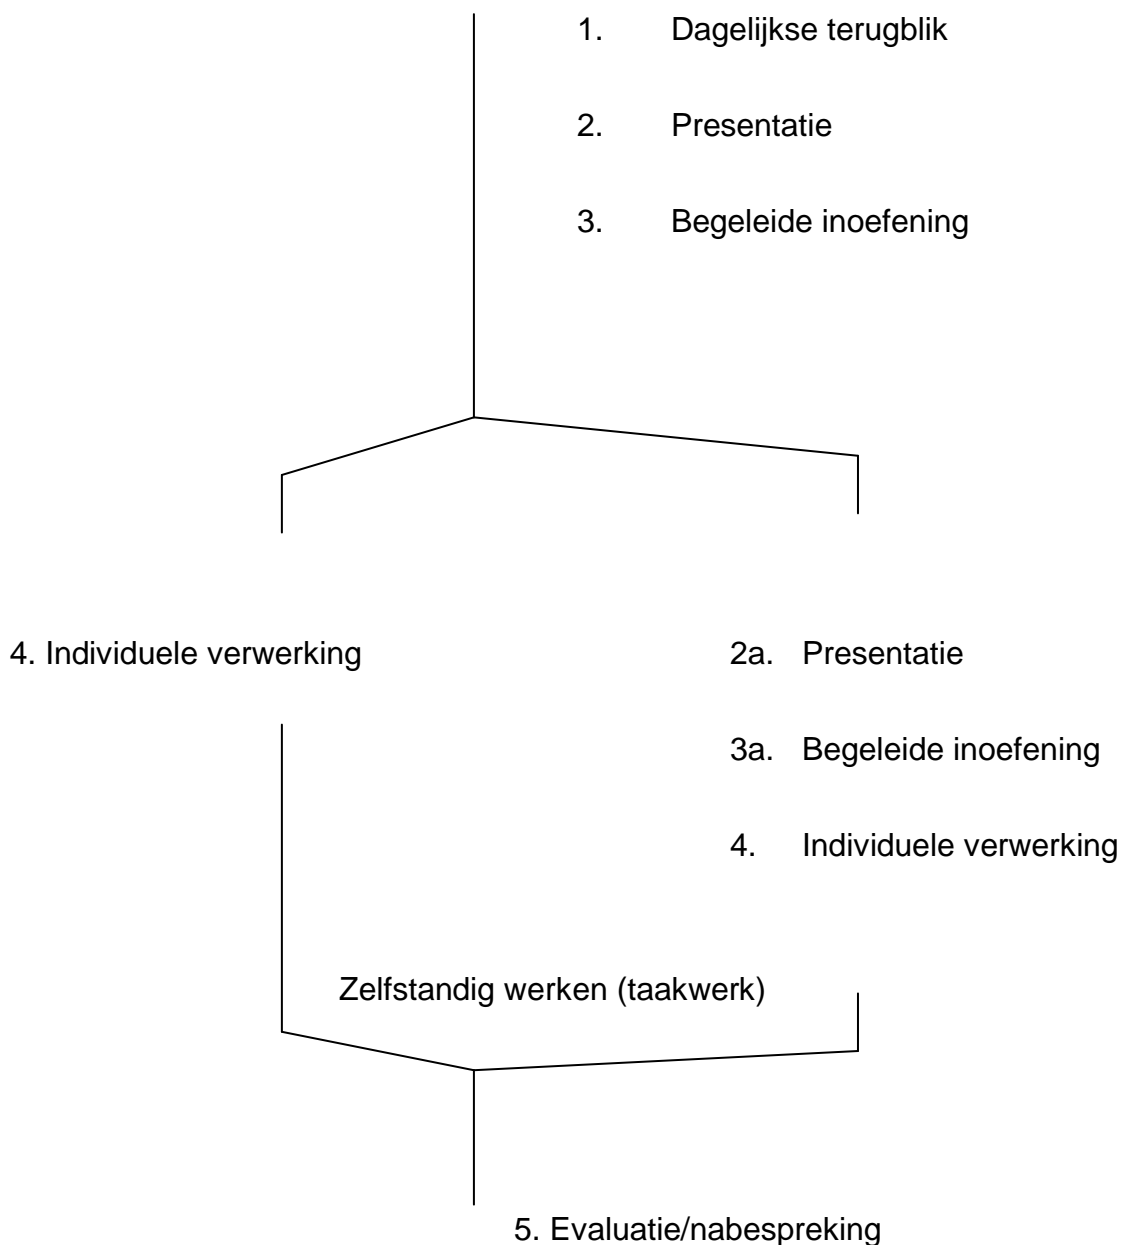 1. Dagelijkse terugblik
2. Presentatie
3. Begeleide inoefening
4. Individuele verwerking
2a. Presentatie
3a. Begeleide inoefening
4. Individuele verwerking
Zelfstandig werken (taakwerk)
5. Evaluatie/nabespreking